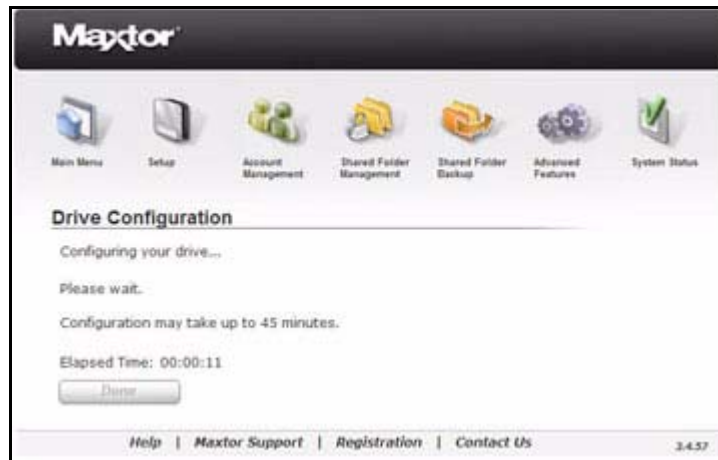 Maxtor
Main Menu
Setup
Account Management
Shared Folder Management
Shared Folder Backup
Advanced Features
System Status
Drive Configuration
Configuring your drive...
Please wait.
Configuration may take up to 45 minutes.
Elapsed Time: 00:00:11
Done
Help | Maxtor Support | Registration | Contact Us
3.4.57